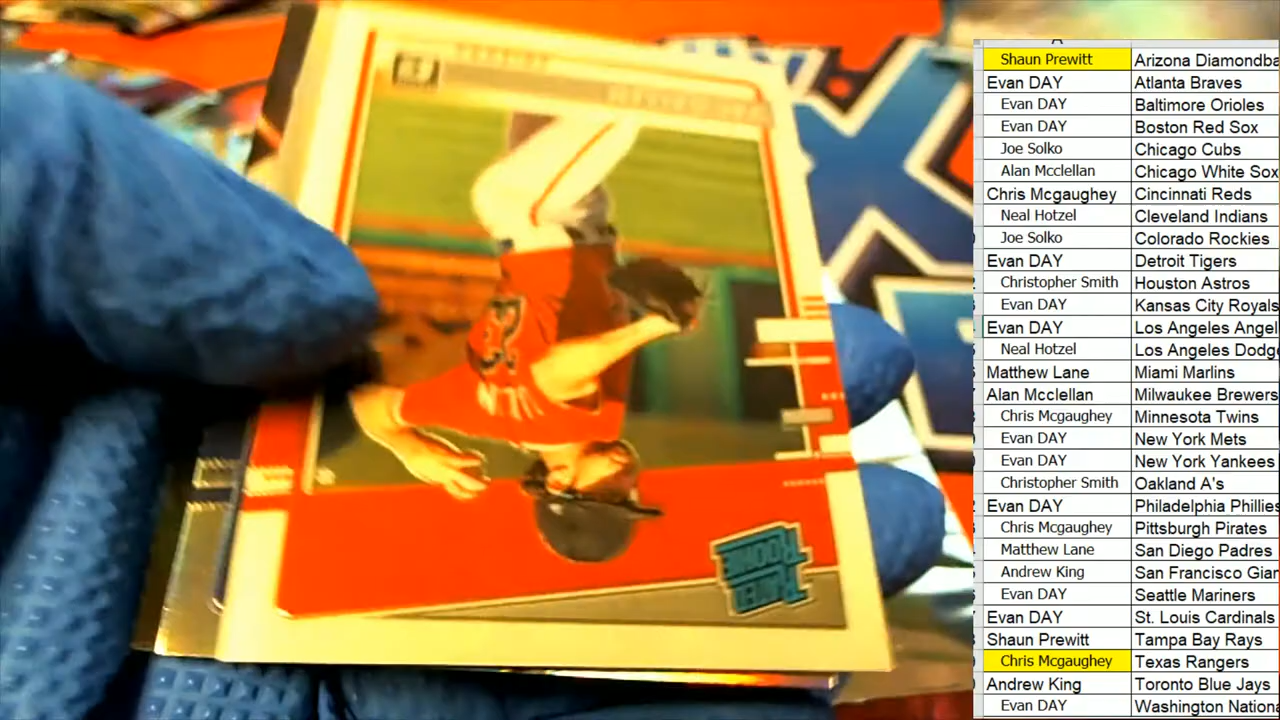 A
Shaun Prewitt Arizona Diamondba
Evan DAY Atlanta Braves
Evan DAY Baltimore Orioles
Evan DAY Boston Red Sox
Joe Solko Chicago Cubs
Alan Mcclellan Chicago White Sox
Chris Mcgaughey Cincinnati Reds
Neal Hotzel Cleveland Indians
Joe Solko Colorado Rockies
Evan DAY Detroit Tigers
Christopher Smith Houston Astros
Evan DAY Kansas City Royals
Evan DAY Los Angeles Angel
Neal Hotzel Los Angeles Dodg
Matthew Lane Miami Marlins
Alan Mcclellan Milwaukee Brewers
Chris Mcgaughey Minnesota Twins
Evan DAY New York Mets
Evan DAY New York Yankees
Christopher Smith Oakland A's
Evan DAY Philadelphia Phillies
Chris Mcgaughey Pittsburgh Pirates
Matthew Lane San Diego Padres
Andrew King San Francisco Gian
Evan DAY Seattle Mariners
Evan DAY St. Louis Cardinals
Shaun Prewitt Tampa Bay Rays
Chris Mcgaughey Texas Rangers
Andrew King Toronto Blue Jays
Evan DAY Washington Nationa
RATED
ROOKIE